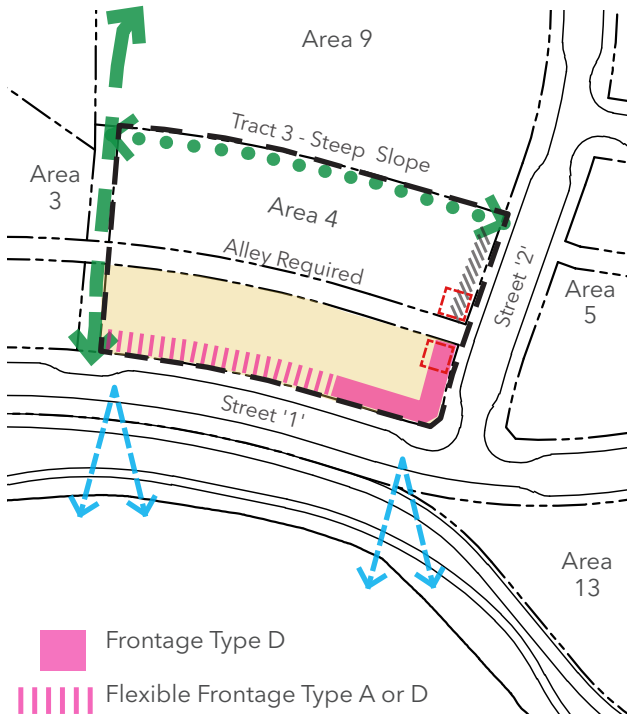 Area 9
Tract 3 - Steep Slope
Area
3
Area 4
Alley Required
Street '2'
Area
5
Street '1'
Area
13
Frontage Type D
Flexible Frontage Type A or D